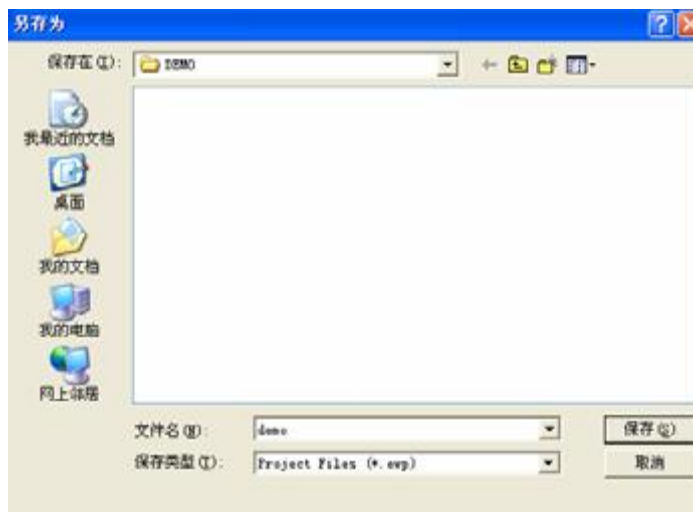 另存为
保存在(I):
DEMO
我最近的文档
桌面
我的文档
我的电脑
网上邻居
文件名(N):
demo
保存(S)
保存类型(T):
Project Files (*.ewp)
取消